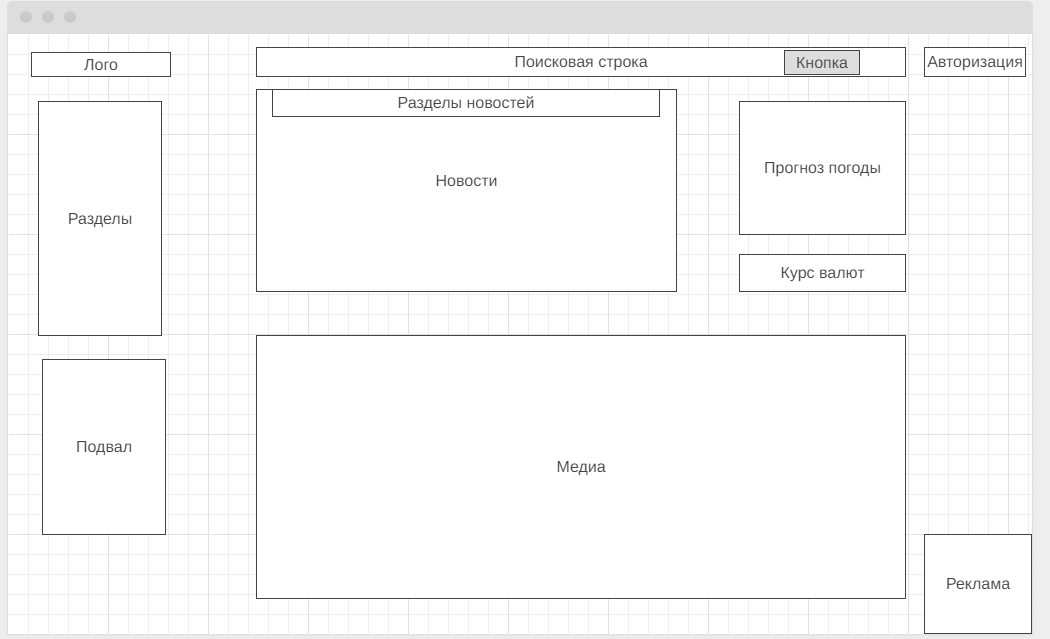 Лого
Поисковая строка
Кнопка
Авторизация
Разделы новостей
Новости
Прогноз погоды
Разделы
Курс валют
Подвал
Медиа
Реклама